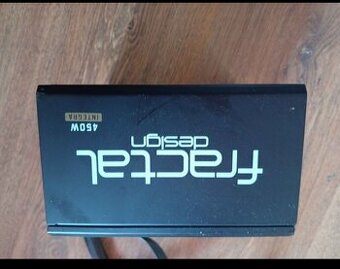 fractal
design
450W
INTEGRA